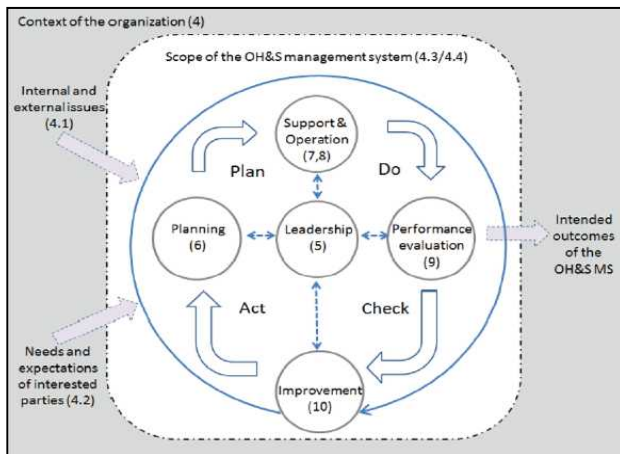 Context of the organization (4)
Scope of the OH&S management system (4.3/4.4)
Internal and
external issues
(4.1)
Support &
Operation
(7,8)
Plan
Do
Planning
(6)
Leadership
(5)
Performance
evaluation
(9)
Intended
outcomes
of the
OH&S MS
Act
Check
Needs and
expectations
of interested
parties (4.2)
Improvement
(10)